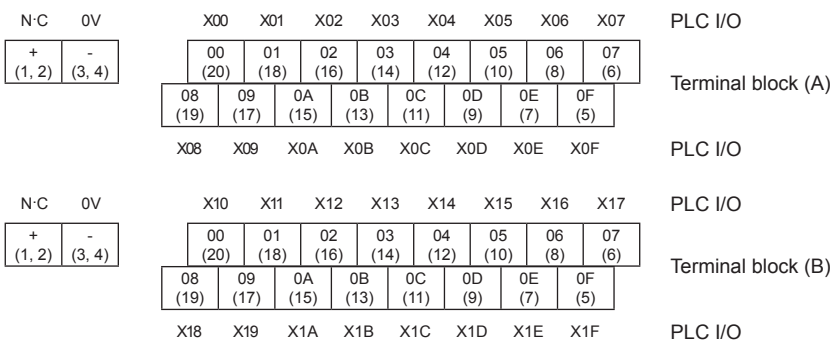 N·C 0V X00 X01 X02 X03 X04 X05 X06 X07 PLC I/O
+ - 00 01 02 03 04 05 06 07
(1, 2) (3, 4) (20) (18) (16) (14) (12) (10) (8) (6)
Terminal block (A)
08 09 0A 0B 0C 0D 0E 0F
(19) (17) (15) (13) (11) (9) (7) (5)
X08 X09 X0A X0B X0C X0D X0E X0F PLC I/O
N·C 0V X10 X11 X12 X13 X14 X15 X16 X17 PLC I/O
+ - 00 01 02 03 04 05 06 07
(1, 2) (3, 4) (20) (18) (16) (14) (12) (10) (8) (6)
Terminal block (B)
08 09 0A 0B 0C 0D 0E 0F
(19) (17) (15) (13) (11) (9) (7) (5)
X18 X19 X1A X1B X1C X1D X1E X1F PLC I/O